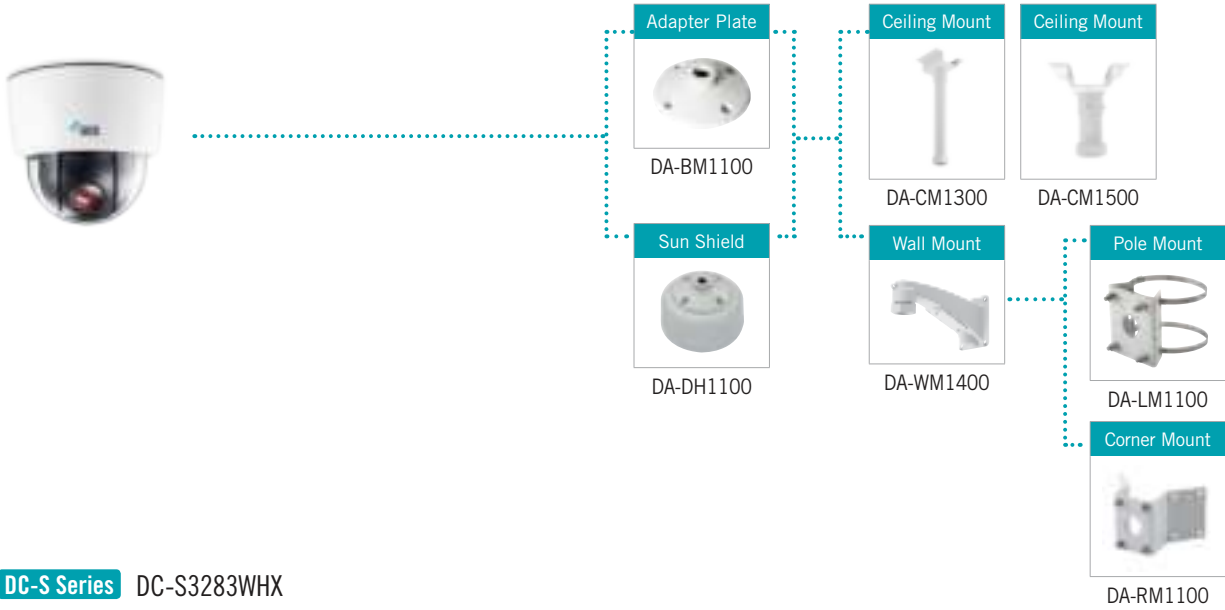 Adapter Plate
DA-BM1100
Sun Shield
DA-DH1100
Ceiling Mount
DA-CM1300
Ceiling Mount
DA-CM1500
Wall Mount
DA-WM1400
Pole Mount
DA-LM1100
Corner Mount
DA-RM1100
DC-S Series DC-S3283WHX